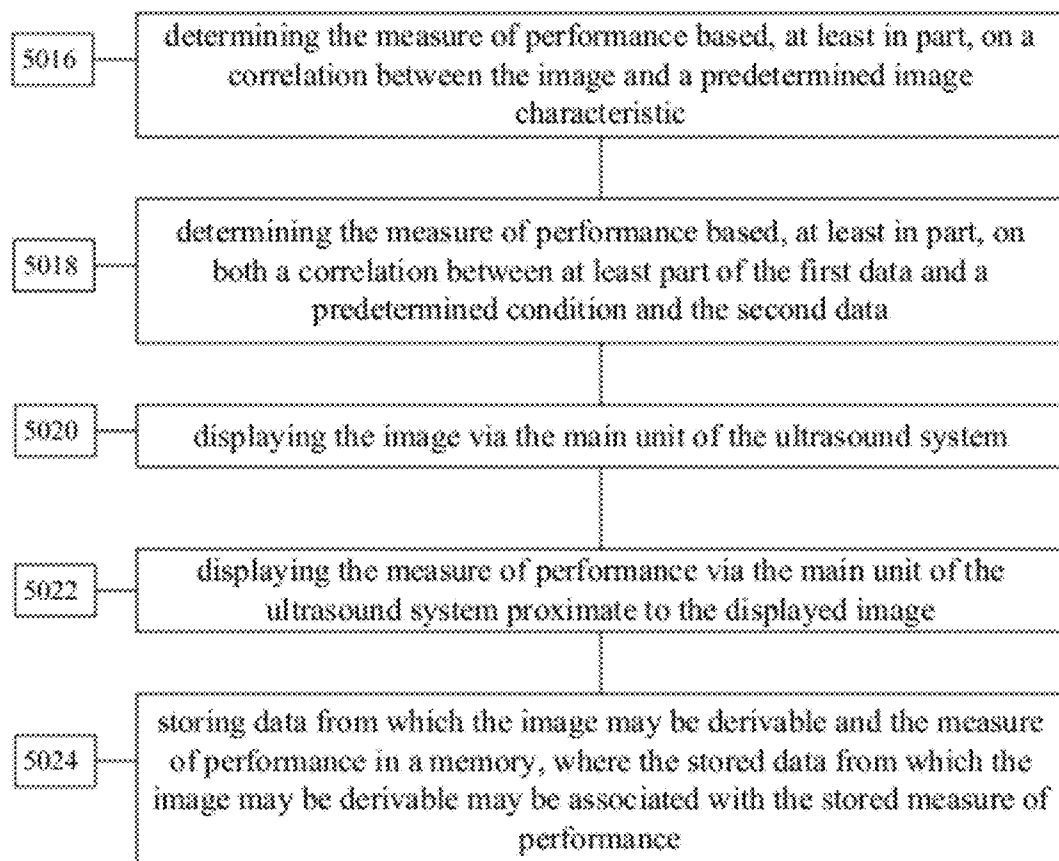 5016
determining the measure of performance based, at least in part, on a
correlation between the image and a predetermined image
characteristic
5018
determining the measure of performance based, at least in part, on
both a correlation between at least part of the first data and a
predetermined condition and the second data
5020
displaying the image via the main unit of the ultrasound system
5022
displaying the measure of performance via the main unit of the
ultrasound system proximate to the displayed image
5024
storing data from which the image may be derivable and the measure
of performance in a memory, where the stored data from which the
image may be derivable may be associated with the stored measure of
performance